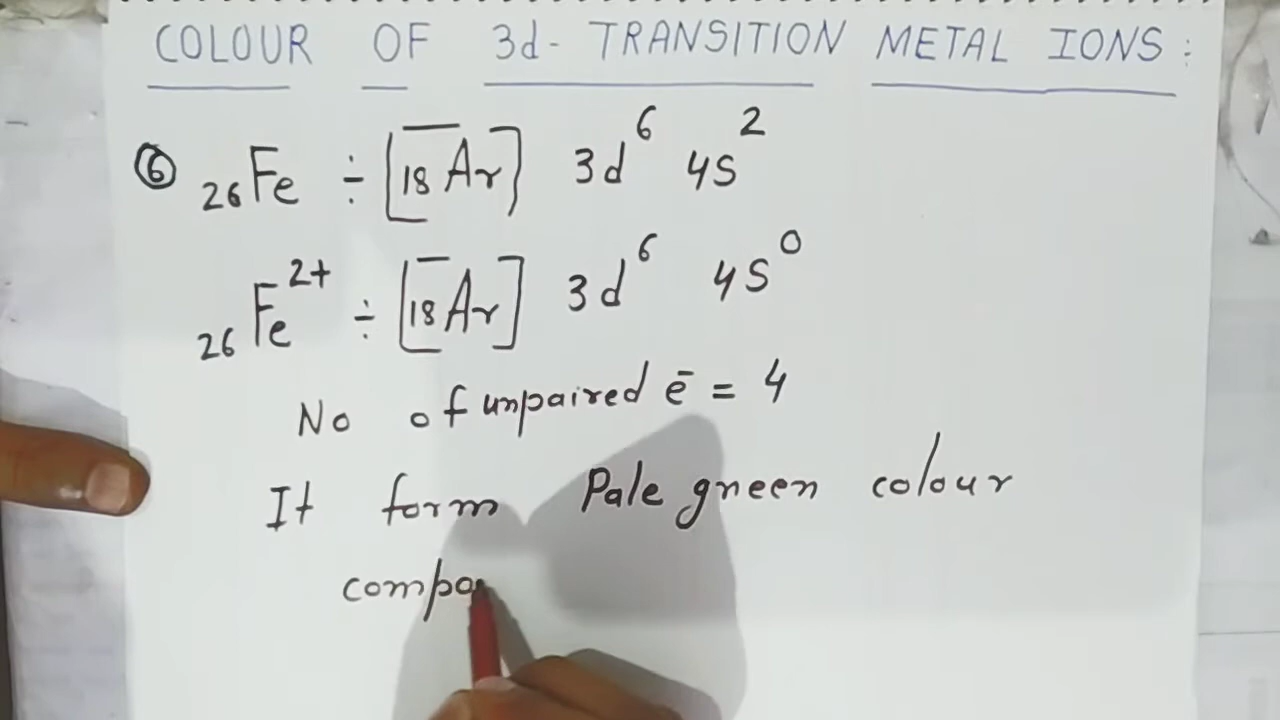 COLOUR OF 3d- TRANSITION METAL IONS:
⑥ ₂₆Fe ÷ [₁₈Ar] 3d⁶ 4s²
₂₆Fe²⁺ ÷ [₁₈Ar] 3d⁶ 4s⁰
No of unpaired ē = 4
It form Pale green colour
compo